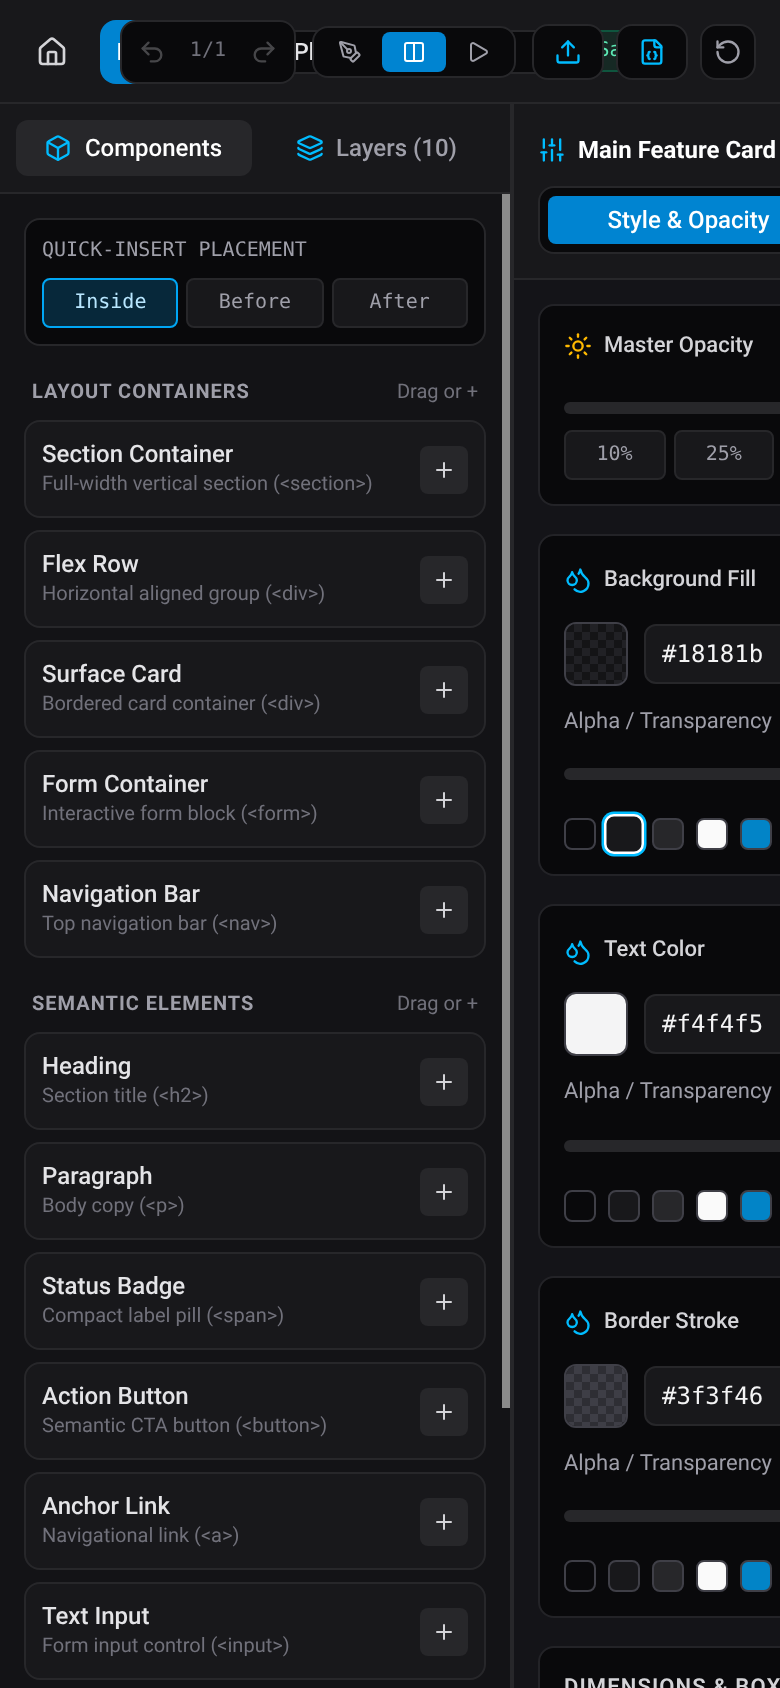 1/1
Components
Layers (10)
QUICK-INSERT PLACEMENT
Inside
Before
After
LAYOUT CONTAINERS
Drag or +
Section Container
Full-width vertical section (<section>)
Flex Row
Horizontal aligned group (<div>)
Surface Card
Bordered card container (<div>)
Form Container
Interactive form block (<form>)
Navigation Bar
Top navigation bar (<nav>)
SEMANTIC ELEMENTS
Drag or +
Heading
Section title (<h2>)
Paragraph
Body copy (<p>)
Status Badge
Compact label pill (<span>)
Action Button
Semantic CTA button (<button>)
Anchor Link
Navigational link (<a>)
Text Input
Form input control (<input>)
Main Feature Card
Style & Opacity
Master Opacity
10%
25%
Background Fill
#18181b
Alpha / Transparency
Text Color
#f4f4f5
Alpha / Transparency
Border Stroke
#3f3f46
Alpha / Transparency
DIMENSIONS & BOX